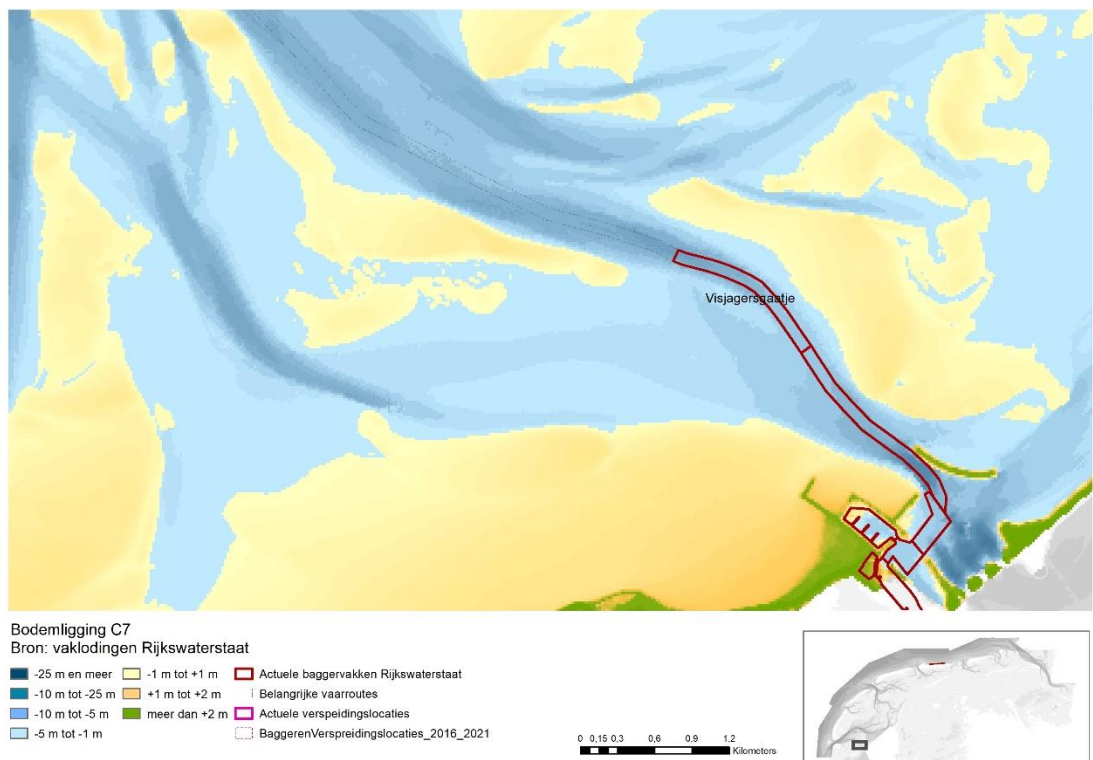 Visjagersgaatje
Bodemligging C7
Bron: vaklodingen Rijkswaterstaat
-25 m en meer
-10 m tot -25 m
-10 m tot -5 m
-5 m tot -1 m
-1 m tot +1 m
+1 m tot +2 m
meer dan +2 m
Actuele baggervakken Rijkswaterstaat
Belangrijke vaarroutes
Actuele verspeidingslocaties
BaggerenVerspreidingslocaties_2016_2021
0 0,15 0,3 0,6 0,9 1,2
Kilometers